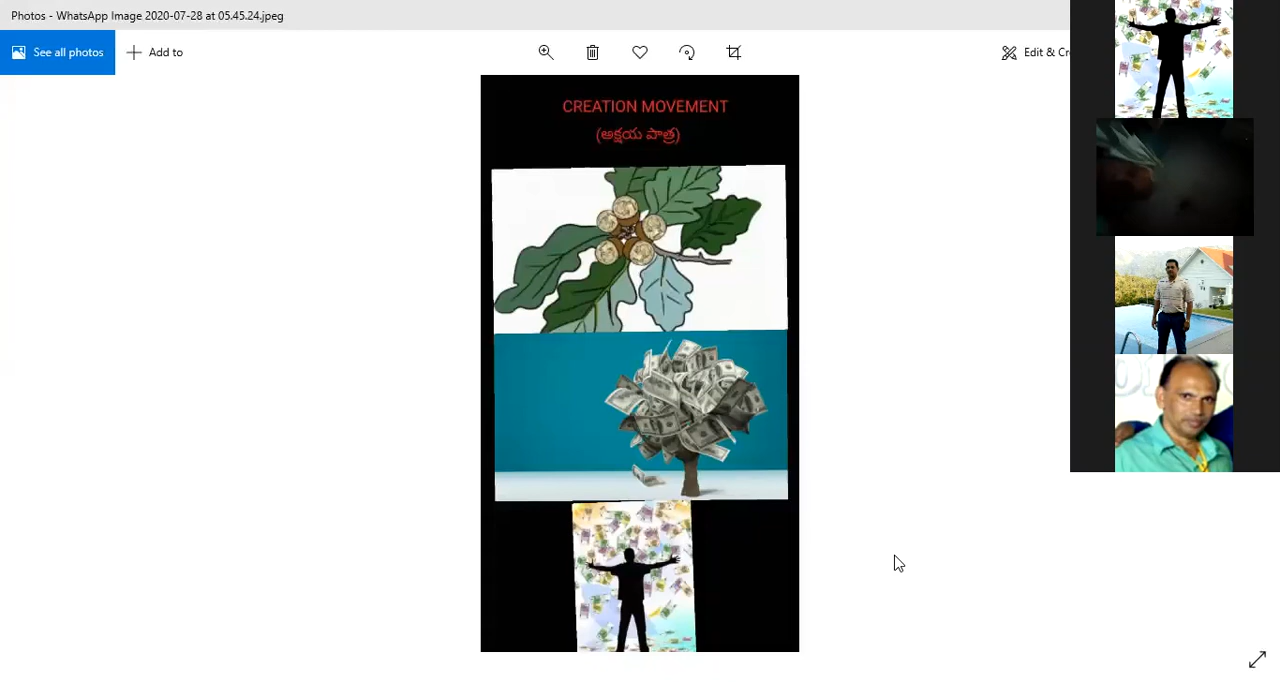 Photos - WhatsApp Image 2020-07-28 at 05.45.24.jpeg
See all photos
Add to
Edit & Cr
CREATION MOVEMENT
(అక్షయ పాత్ర)